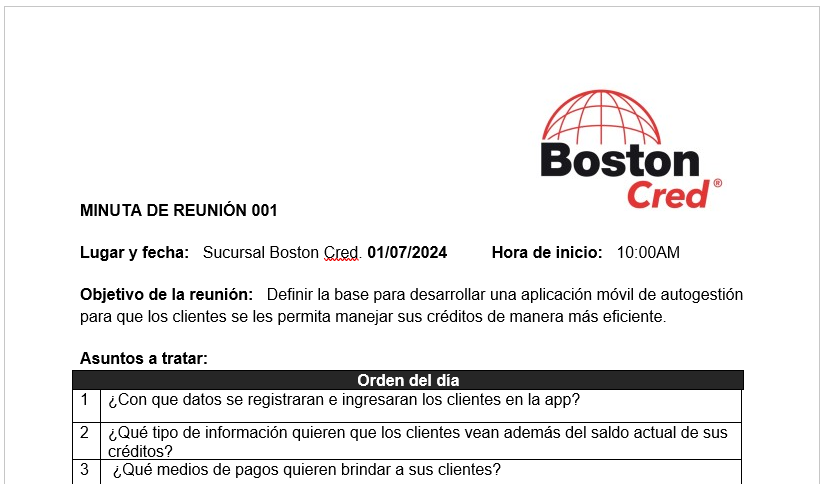 Boston
Cred ®
MINUTA DE REUNIÓN 001
Lugar y fecha: Sucursal Boston Cred. 01/07/2024 Hora de inicio: 10:00AM
Objetivo de la reunión: Definir la base para desarrollar una aplicación móvil de autogestión
para que los clientes se les permita manejar sus créditos de manera más eficiente.
Asuntos a tratar:
Orden del día
1 ¿Con que datos se registraran e ingresaran los clientes en la app?
2 ¿Qué tipo de información quieren que los clientes vean además del saldo actual de sus
créditos?
3 ¿Qué medios de pagos quieren brindar a sus clientes?